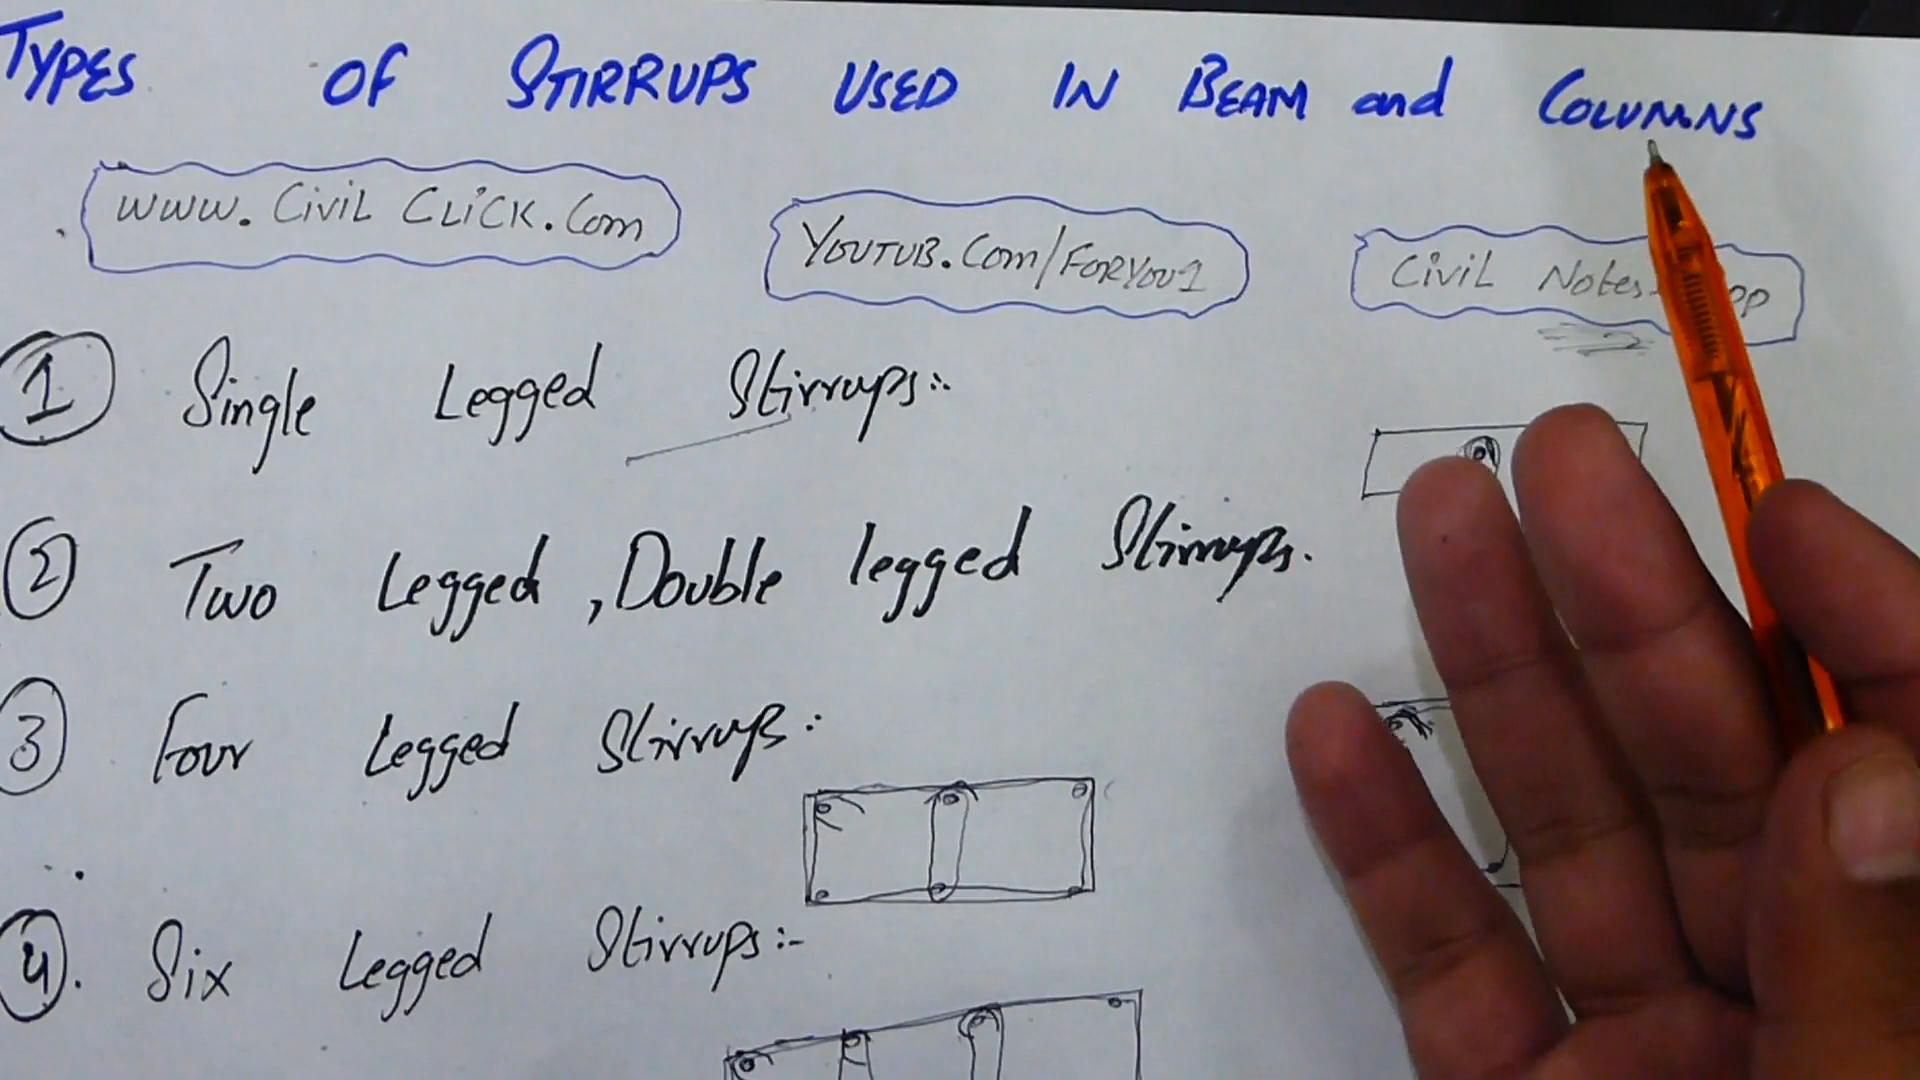 TYPES OF STIRRUPS USED IN BEAM and COLUMNS
www.Civil CLiCK.Com
YOUTUB.Com/FORYOU1
Civil Notes
1 Single Legged Stirrups:-
2 Two Legged, Double legged Stirrups.
3 Four Legged Stirrups:-
4. Six Legged Stirrups:-